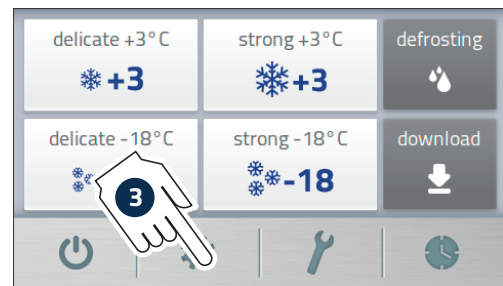 delicate +3°C
strong +3°C
defrosting
+3
+3
delicate -18°C
strong -18°C
download
-18
3